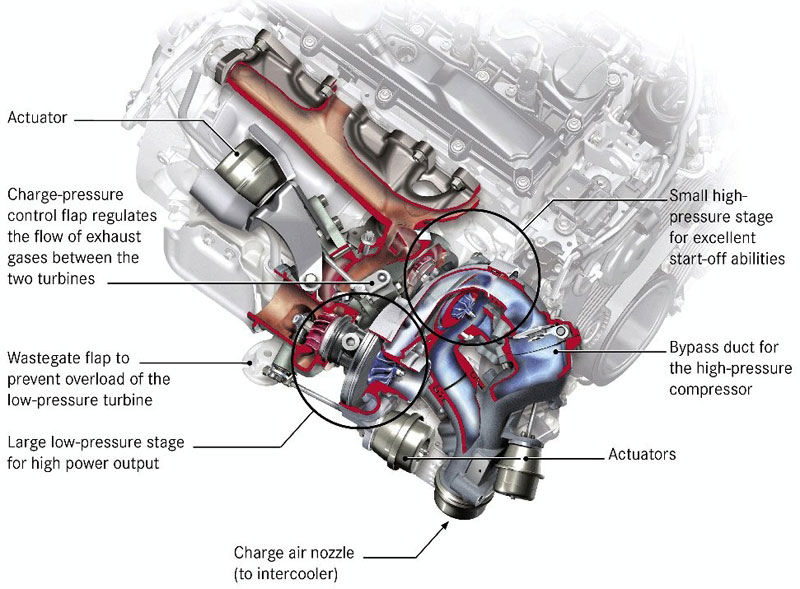 Actuator
Charge-pressure
control flap regulates
the flow of exhaust
gases between the
two turbines
Wastegate flap to
prevent overload of the
low-pressure turbine
Large low-pressure stage
for high power output
Charge air nozzle
(to intercooler)
Small high-
pressure stage
for excellent
start-off abilities
Bypass duct for
the high-pressure
compressor
Actuators